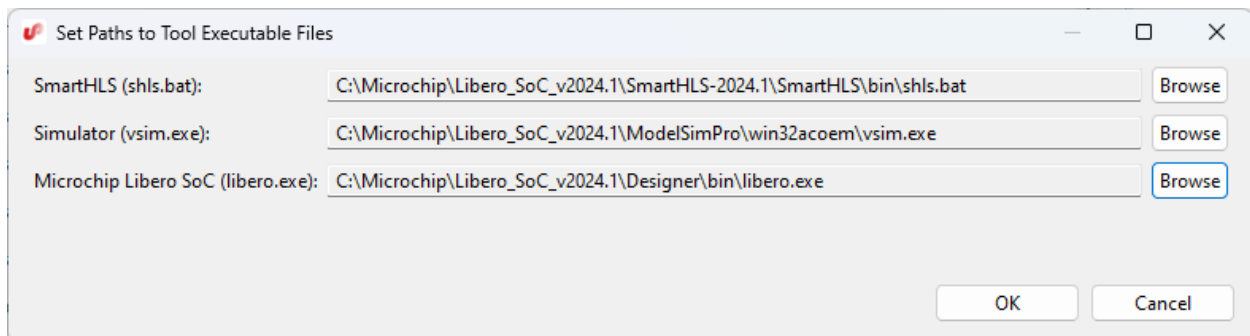 Set Paths to Tool Executable Files
SmartHLS (shls.bat): C:\Microchip\Libero_SoC_v2024.1\SmartHLS-2024.1\SmartHLS\bin\shls.bat Browse
Simulator (vsim.exe): C:\Microchip\Libero_SoC_v2024.1\ModelSimPro\win32acoem\vsim.exe Browse
Microchip Libero SoC (libero.exe): C:\Microchip\Libero_SoC_v2024.1\Designer\bin\libero.exe Browse
OK Cancel